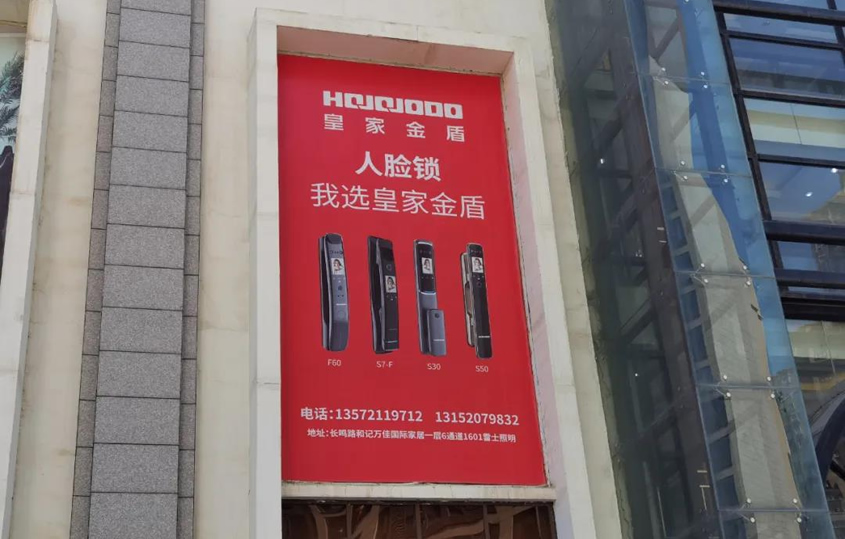 HOJJODO
皇家金盾
人脸锁
我选皇家金盾
F60 S7-F S30 S50
电话:13572119712 13152079832
地址:长鸣路和记万佳国际家居一层6通道1601雷士照明